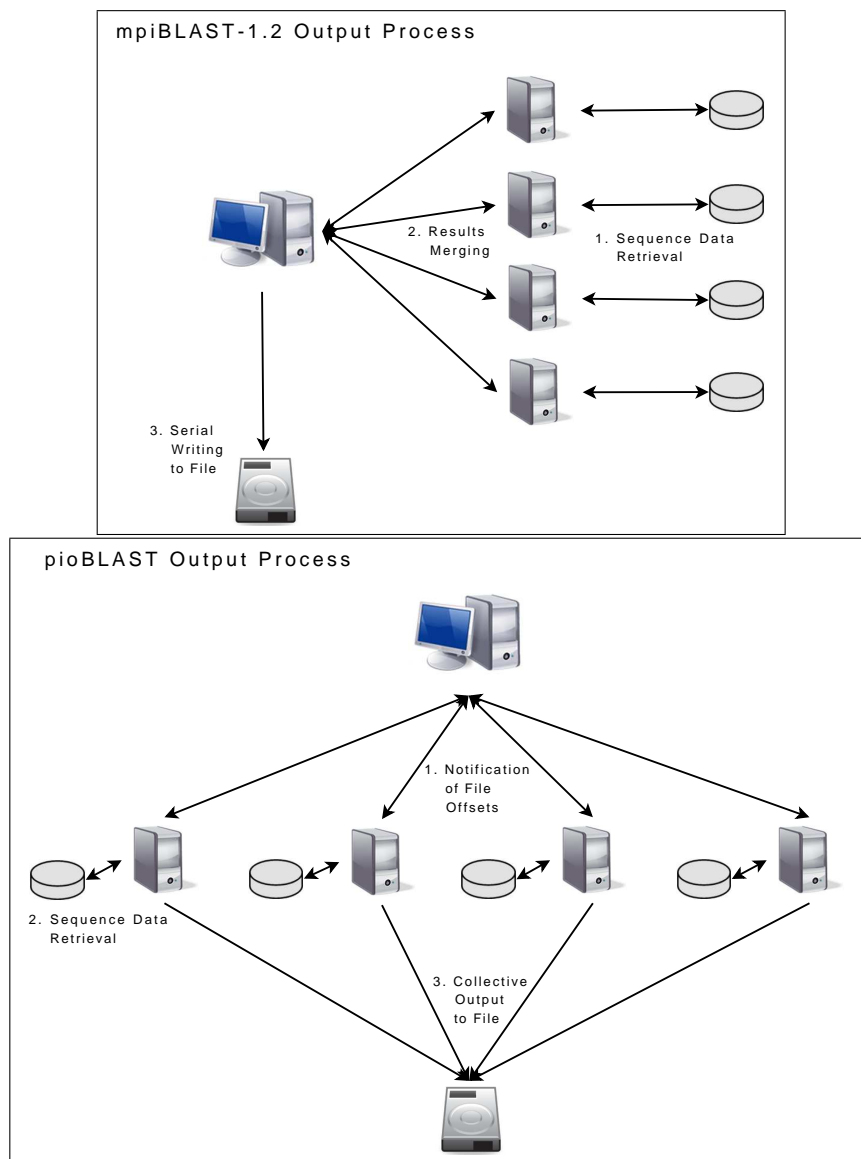 mpiBLAST-1.2 Output Process
2. Results
Merging
1. Sequence Data
Retrieval
3. Serial
Writing
to File
pioBLAST Output Process
1. Notification
of File
Offsets
2. Sequence Data
Retrieval
3. Collective
Output
to File